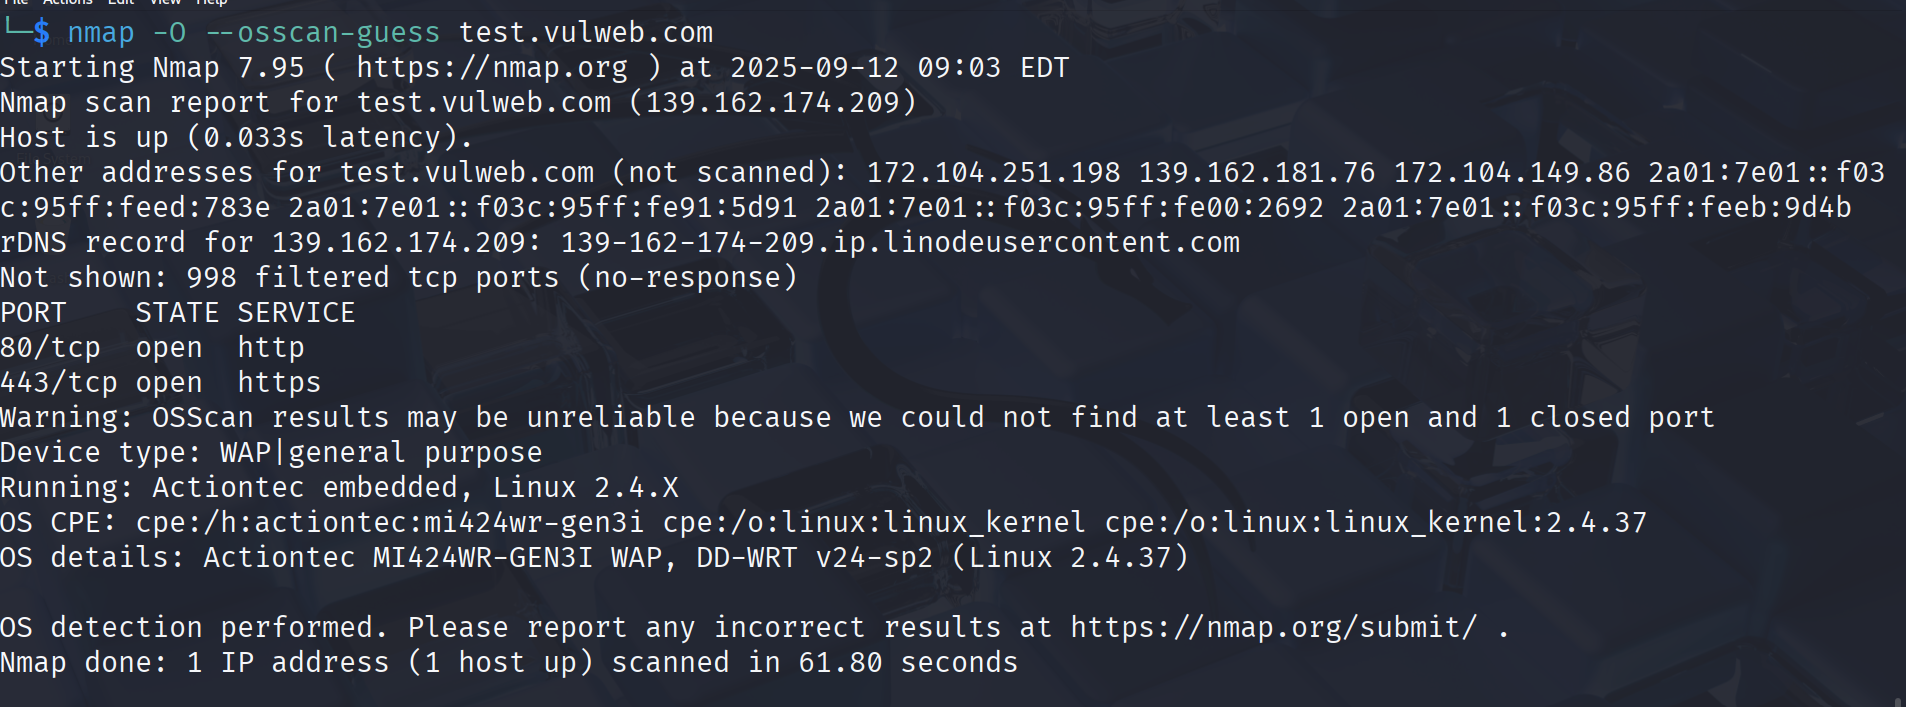 File Actions Edit View Help
└─$ nmap -O --osscan-guess test.vulweb.com
Starting Nmap 7.95 ( https://nmap.org ) at 2025-09-12 09:03 EDT
Nmap scan report for test.vulweb.com (139.162.174.209)
Host is up (0.033s latency).
Other addresses for test.vulweb.com (not scanned): 172.104.251.198 139.162.181.76 172.104.149.86 2a01:7e01::f03
c:95ff:feed:783e 2a01:7e01::f03c:95ff:fe91:5d91 2a01:7e01::f03c:95ff:fe00:2692 2a01:7e01::f03c:95ff:feeb:9d4b
rDNS record for 139.162.174.209: 139-162-174-209.ip.linodeusercontent.com
Not shown: 998 filtered tcp ports (no-response)
PORT    STATE SERVICE
80/tcp  open  http
443/tcp open  https
Warning: OSScan results may be unreliable because we could not find at least 1 open and 1 closed port
Device type: WAP|general purpose
Running: Actiontec embedded, Linux 2.4.X
OS CPE: cpe:/h:actiontec:mi424wr-gen3i cpe:/o:linux:linux_kernel cpe:/o:linux:linux_kernel:2.4.37
OS details: Actiontec MI424WR-GEN3I WAP, DD-WRT v24-sp2 (Linux 2.4.37)
OS detection performed. Please report any incorrect results at https://nmap.org/submit/ .
Nmap done: 1 IP address (1 host up) scanned in 61.80 seconds